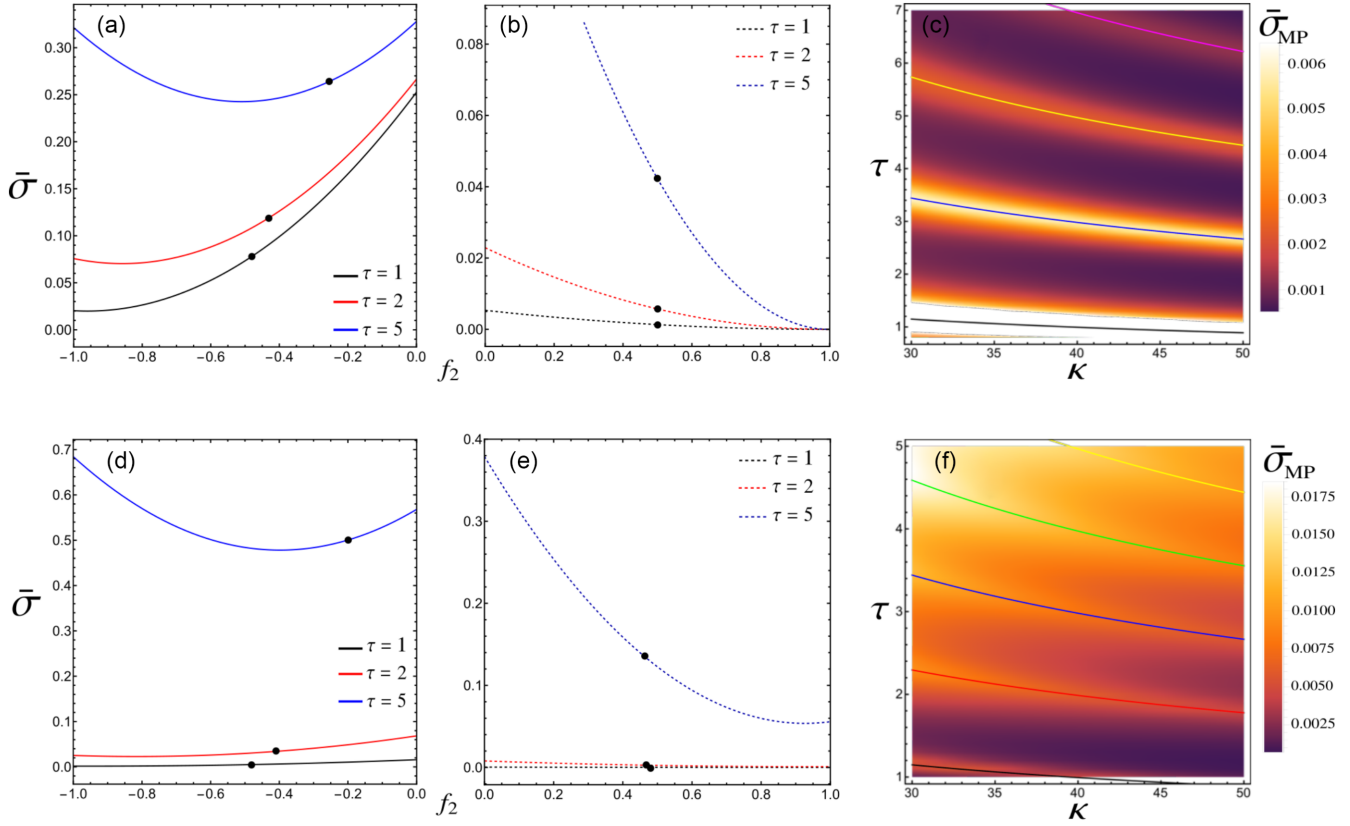 (a)
0.30
0.25
0.20
σ̄
0.15
0.10
0.05
0.00
τ = 1
τ = 2
τ = 5
−1.0 −0.8 −0.6 −0.4 −0.2 0.0
(b)
0.08
0.06
0.04
0.02
0.00
τ = 1
τ = 2
τ = 5
0.0 0.2 0.4 0.6 0.8 1.0
f₂
(c)
7
6
5
4
3
2
1
τ
30 35 40 45 50
κ
σ̄MP
0.006
0.005
0.004
0.003
0.002
0.001
(d)
0.7
0.6
0.5
0.4
σ̄
0.3
0.2
0.1
0.0
τ = 1
τ = 2
τ = 5
−1.0 −0.8 −0.6 −0.4 −0.2 0.0
(e)
0.4
0.3
0.2
0.1
0.0
τ = 1
τ = 2
τ = 5
0.0 0.2 0.4 0.6 0.8 1.0
f₂
(f)
5
4
3
2
1
τ
30 35 40 45 50
κ
σ̄MP
0.0175
0.0150
0.0125
0.0100
0.0075
0.0050
0.0025